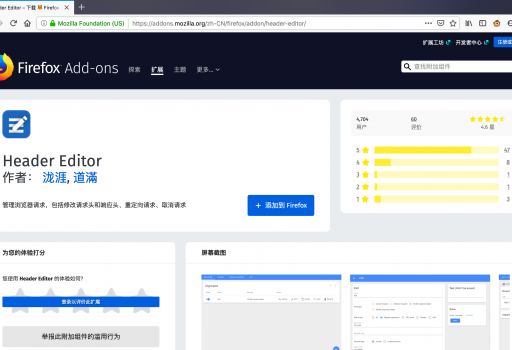 der Editor – 下载 🦊 Firefox
Mozilla Foundation (US)
https://addons.mozilla.org/zh-CN/firefox/addon/header-editor/
扩展工场
开发者中心
Firefox Add-ons
探索
扩展
主题
更多...
查找附加组件
Header Editor
作者： 泷涯, 道滿
管理浏览器请求，包括修改请求头和响应头、重定向请求、取消请求
+ 添加到 Firefox
4,704
用户
60
评价
4.6 星
5
47
4
8
3
1
2
1
1
3
为您的体验打分
您使用 Header Editor 的体验如何？
登录以评价此扩展
举报此附加组件的滥用行为
屏幕截图